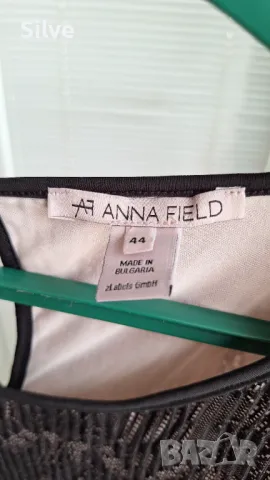 Silve
AF ANNA FIELD
44
MADE IN
BULGARIA
zLabels GmbH
bazar